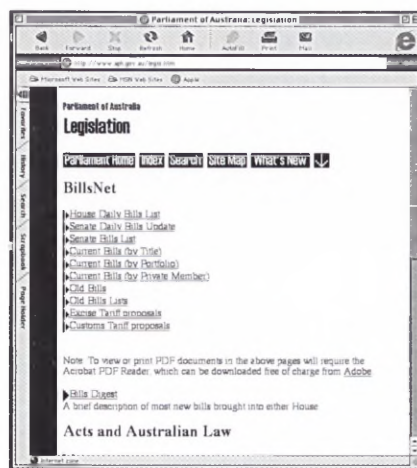 Parliament of Australia: Legislation
Back Forward Stop Refresh Home AutoFill Print Mail
http://www.aph.gov.au/legis.htm
Microsoft Web Sites MSN Web Sites Apple
Favorites
History
Search
Scrapbook
Page Holder
Parliament of Australia
Legislation
Parliament Home Index Search Site Map What's New
BillsNet
House Daily Bills List
Senate Daily Bills Update
Senate Bills List
Current Bills (by Title)
Current Bills (by Portfolio)
Current Bills (by Private Member)
Old Bills
Old Bills Lists
Excise Tariff proposals
Customs Tariff proposals
Note: To view or print PDF documents in the above pages will require the
Acrobat PDF Reader, which can be downloaded free of charge from Adobe
Bills Digest
A brief description of most new bills brought into either House
Acts and Australian Law
Internet zone